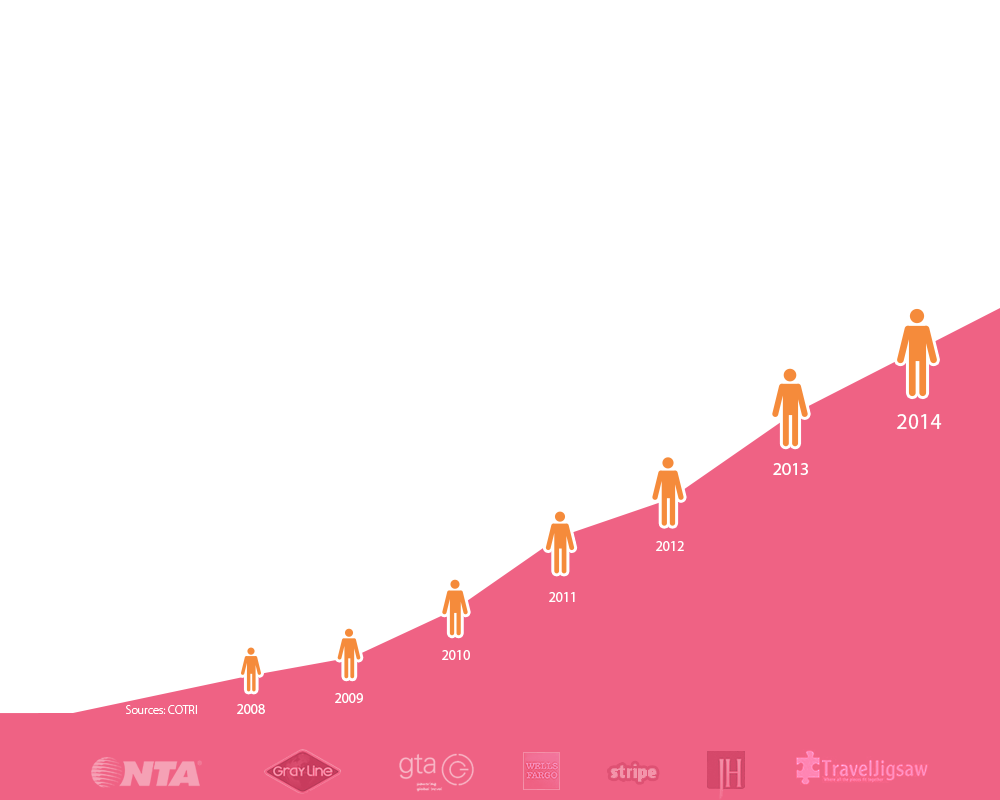 2014
2013
2012
2011
2010
2009
2008
Sources: COTRI
NTA
GRAY LINE
gta
WELLS
FARGO
stripe
JH
TravelJigsaw